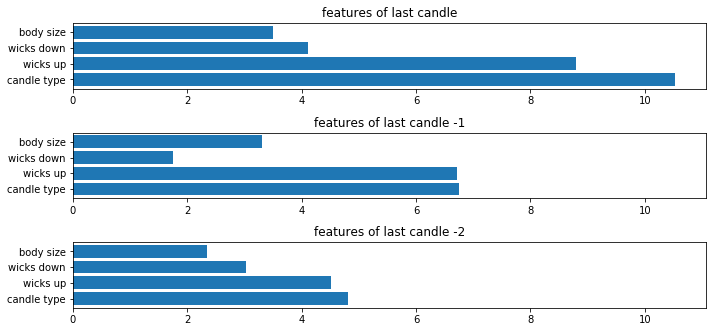 features of last candle
body size
wicks down
wicks up
candle type
0 2 4 6 8 10
features of last candle -1
body size
wicks down
wicks up
candle type
0 2 4 6 8 10
features of last candle -2
body size
wicks down
wicks up
candle type
0 2 4 6 8 10